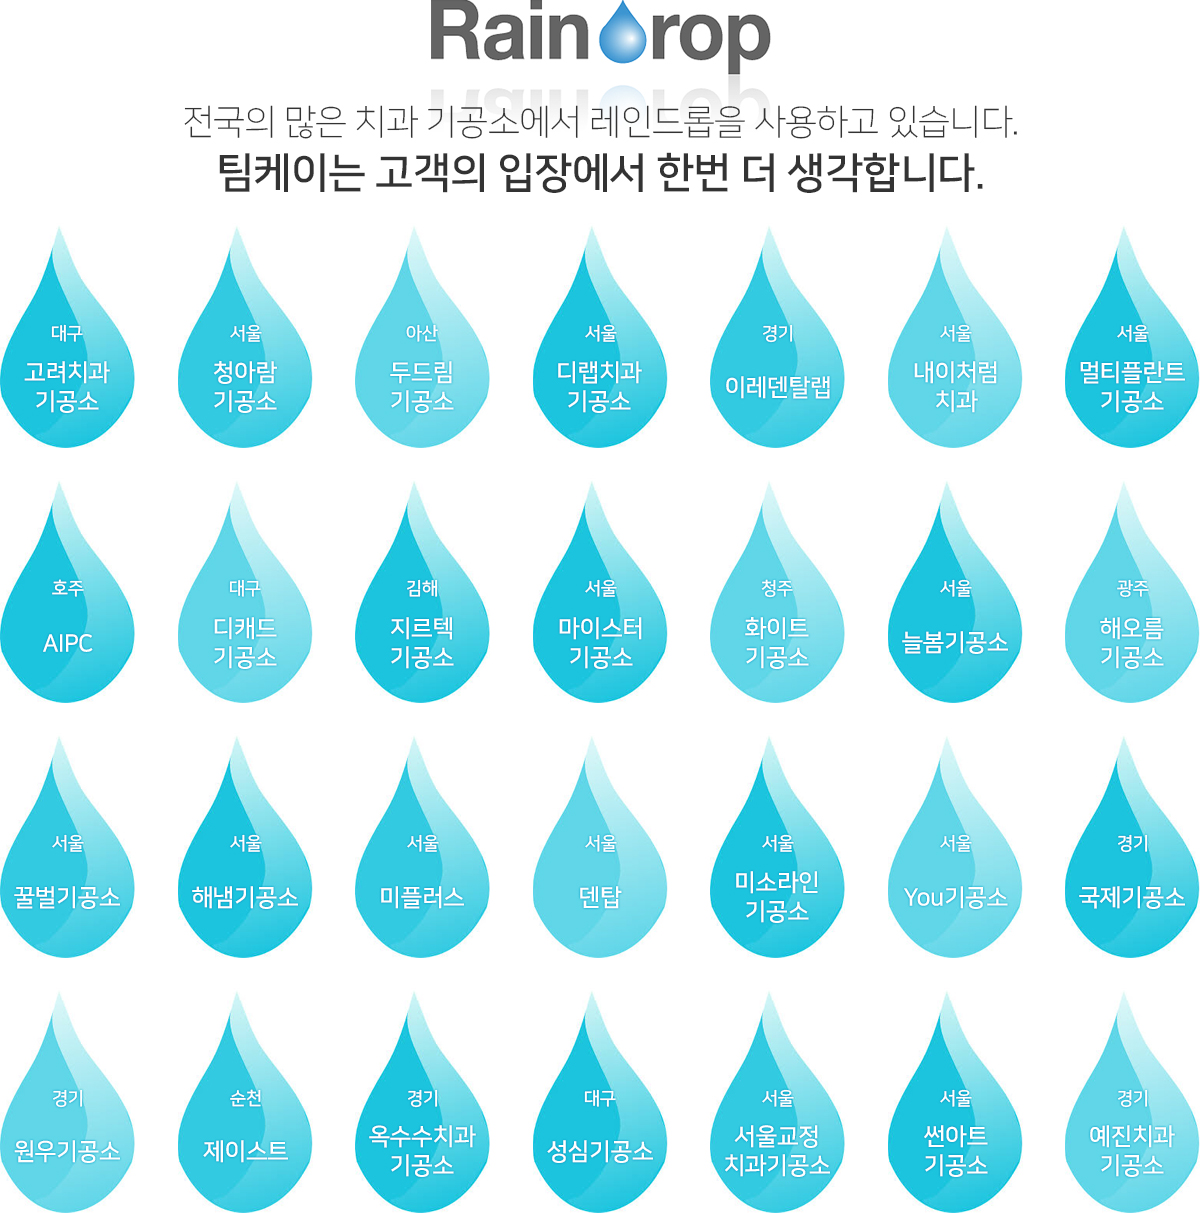 Rain rop
전국의 많은 치과 기공소에서 레인드롭을 사용하고 있습니다.
팀케이는 고객의 입장에서 한번 더 생각합니다.
대구
고려치과
기공소
서울
청아람
기공소
아산
두드림
기공소
서울
디랩치과
기공소
경기
이레덴탈랩
서울
내이처럼
치과
서울
멀티플란트
기공소
호주
AIPC
대구
디캐드
기공소
김해
지르텍
기공소
서울
마이스터
기공소
청주
화이트
기공소
서울
늘봄기공소
광주
해오름
기공소
서울
꿀벌기공소
서울
해냄기공소
서울
미플러스
서울
덴탑
서울
미소라인
기공소
서울
You기공소
경기
국제기공소
경기
원우기공소
순천
제이스트
경기
옥수수치과
기공소
대구
성심기공소
서울
서울교정
치과기공소
서울
썬아트
기공소
경기
예진치과
기공소